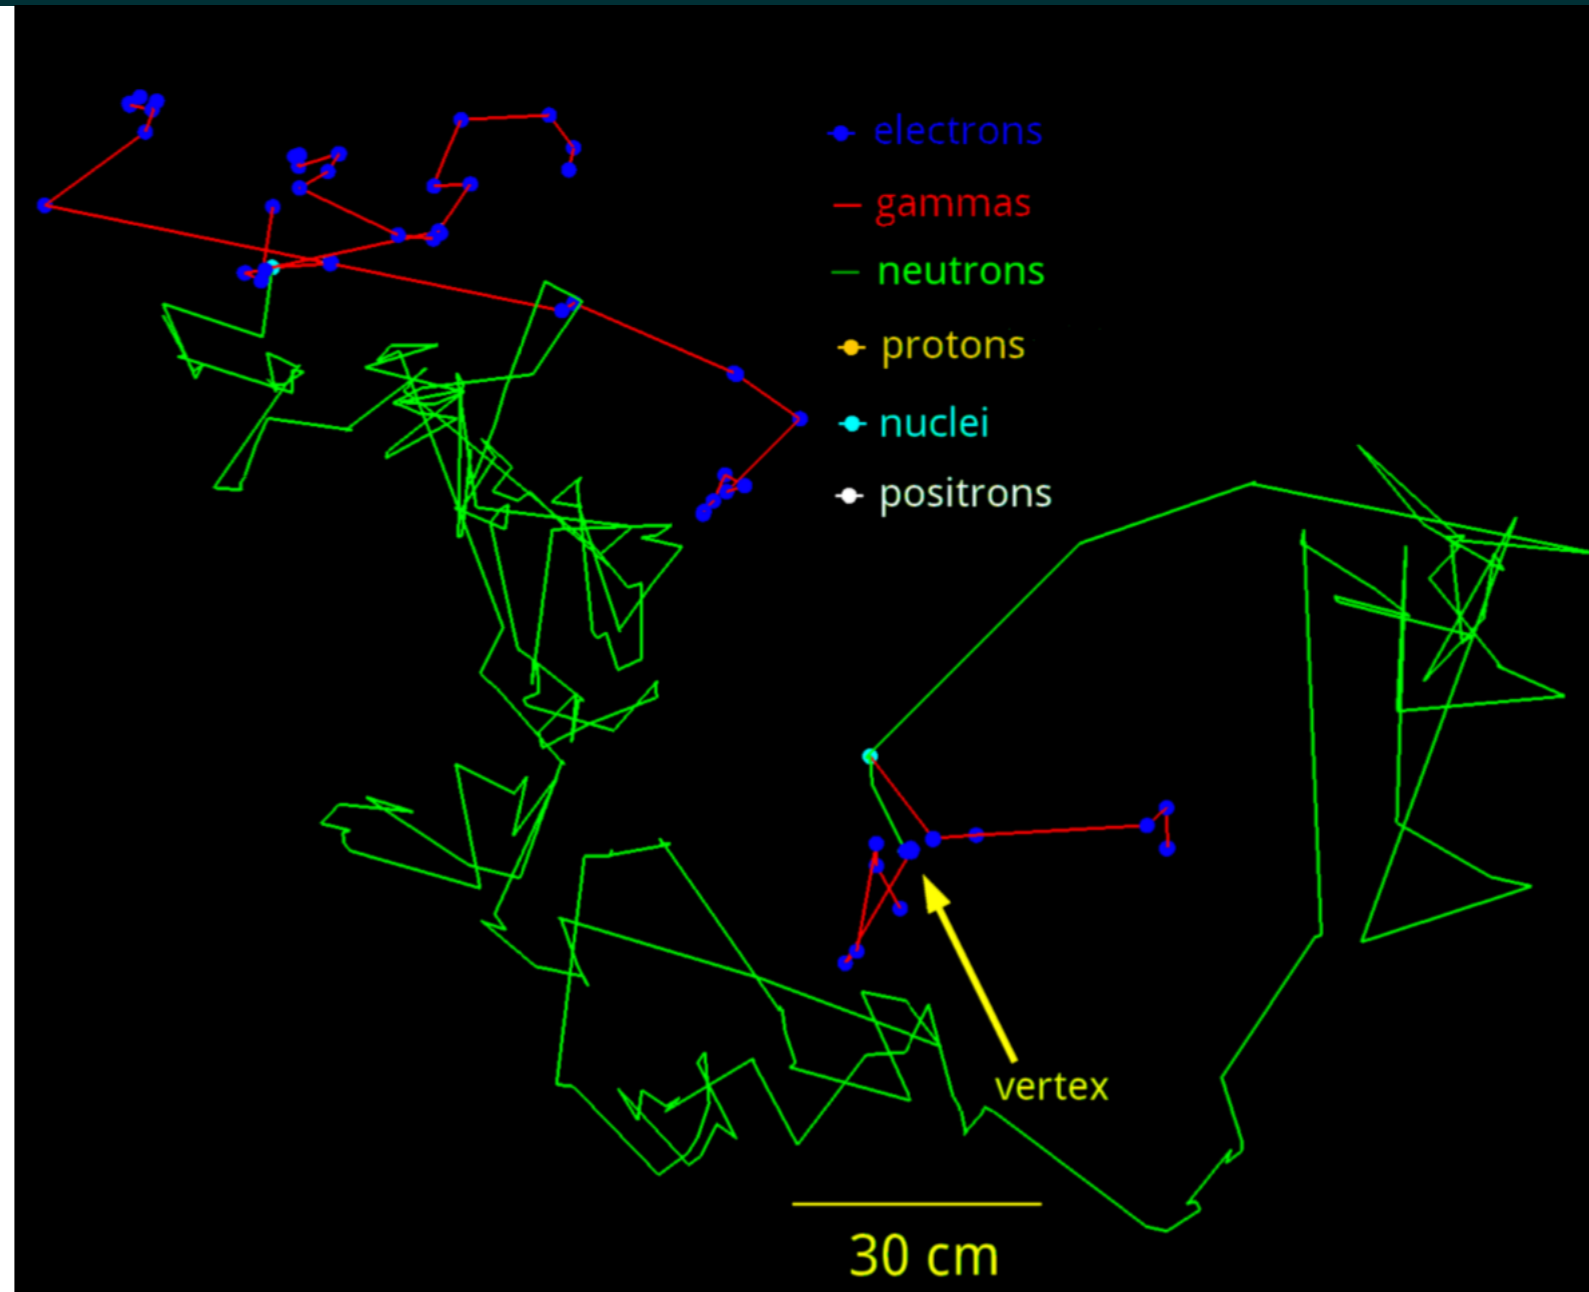 electrons
gammas
neutrons
protons
nuclei
positrons
vertex
30 cm